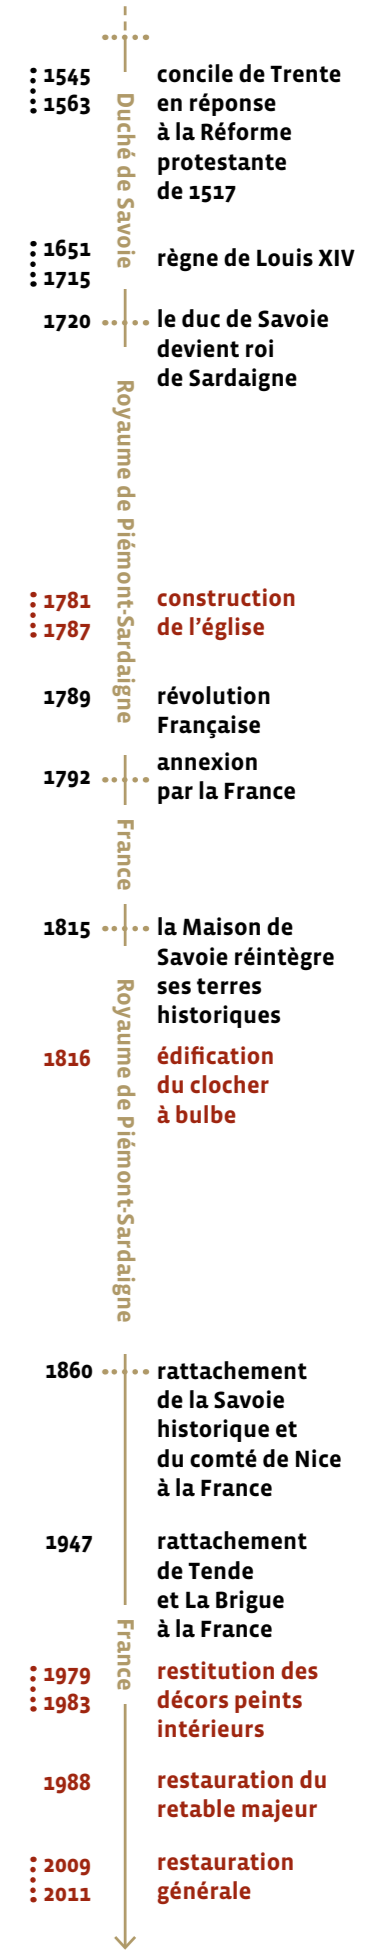 1545
1563
concile de Trente
en réponse
à la Réforme
protestante
de 1517
Duché de Savoie
1651
1715
règne de Louis XIV
1720
le duc de Savoie
devient roi
de Sardaigne
Royaume de Piémont-Sardaigne
1781
1787
construction
de l'église
1789
révolution
Française
1792
annexion
par la France
France
1815
la Maison de
Savoie réintègre
ses terres
historiques
Royaume de Piémont-Sardaigne
1816
édification
du clocher
à bulbe
1860
rattachement
de la Savoie
historique et
du comté de Nice
à la France
1947
rattachement
de Tende
et La Brigue
à la France
France
1979
1983
restitution des
décors peints
intérieurs
1988
restauration du
retable majeur
2009
2011
restauration
générale